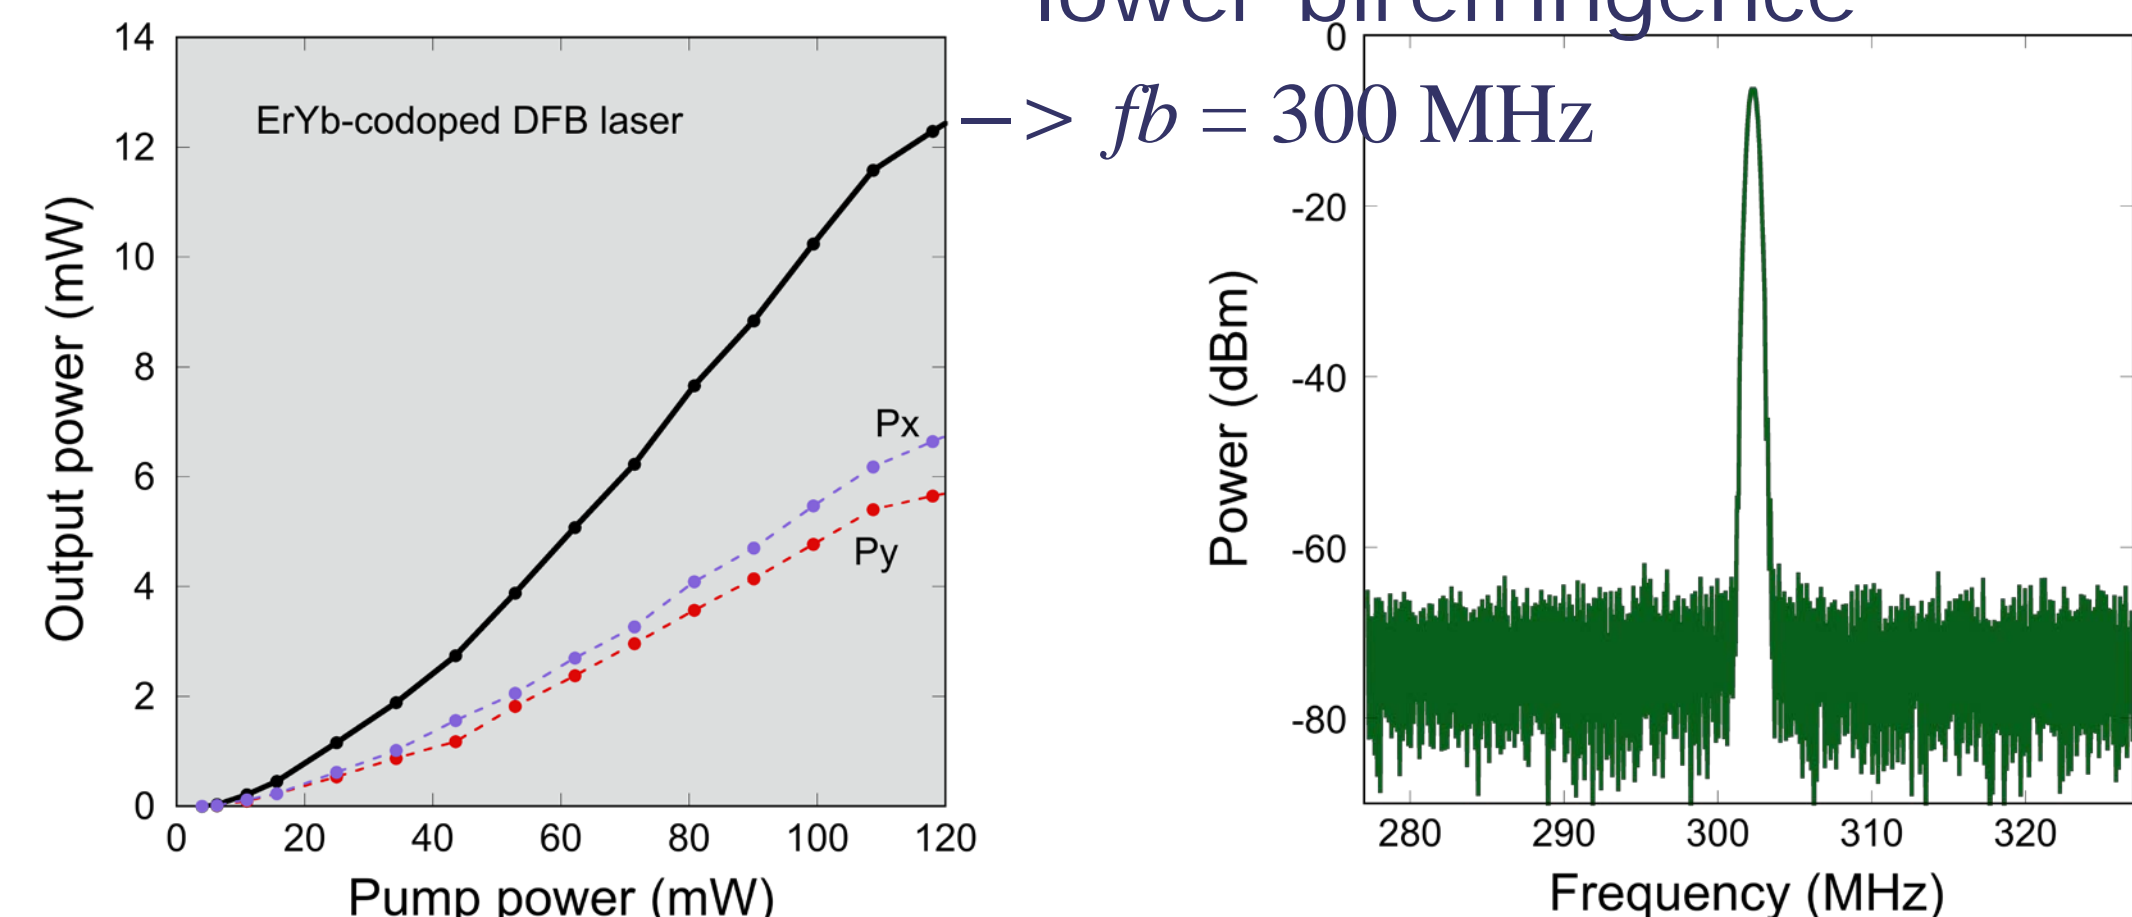 lower birefringence
–> fb = 300 MHz
14
12
10
8
6
4
2
0
Output power (mW)
ErYb-codoped DFB laser
Px
Py
0 20 40 60 80 100 120
Pump power (mW)
0
-20
-40
-60
-80
Power (dBm)
280 290 300 310 320
Frequency (MHz)